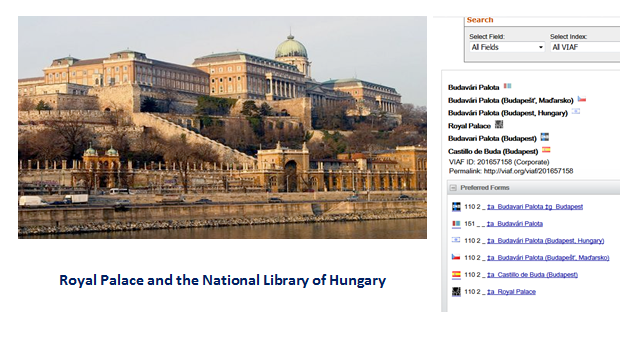 Search
Select Field: Select Index:
All Fields All VIAF
Budavári Palota
Budavári Palota (Budapešť, Maďarsko)
Budavári Palota (Budapest, Hungary)
Royal Palace
Budavari Palota (Budapest)
Castillo de Buda (Budapest)
VIAF ID: 201657158 (Corporate)
Permalink: http://viaf.org/viaf/201657158
Preferred Forms
110 2 _ ‡a Budavari Palota ‡g Budapest
151 _ _ ‡a Budavári Palota
110 2 _ ‡a Budavári Palota (Budapest, Hungary)
110 2 _ ‡a Budavári Palota (Budapešť, Maďarsko)
110 2 _ ‡a Castillo de Buda (Budapest)
110 2 _ ‡a Royal Palace
Royal Palace and the National Library of Hungary